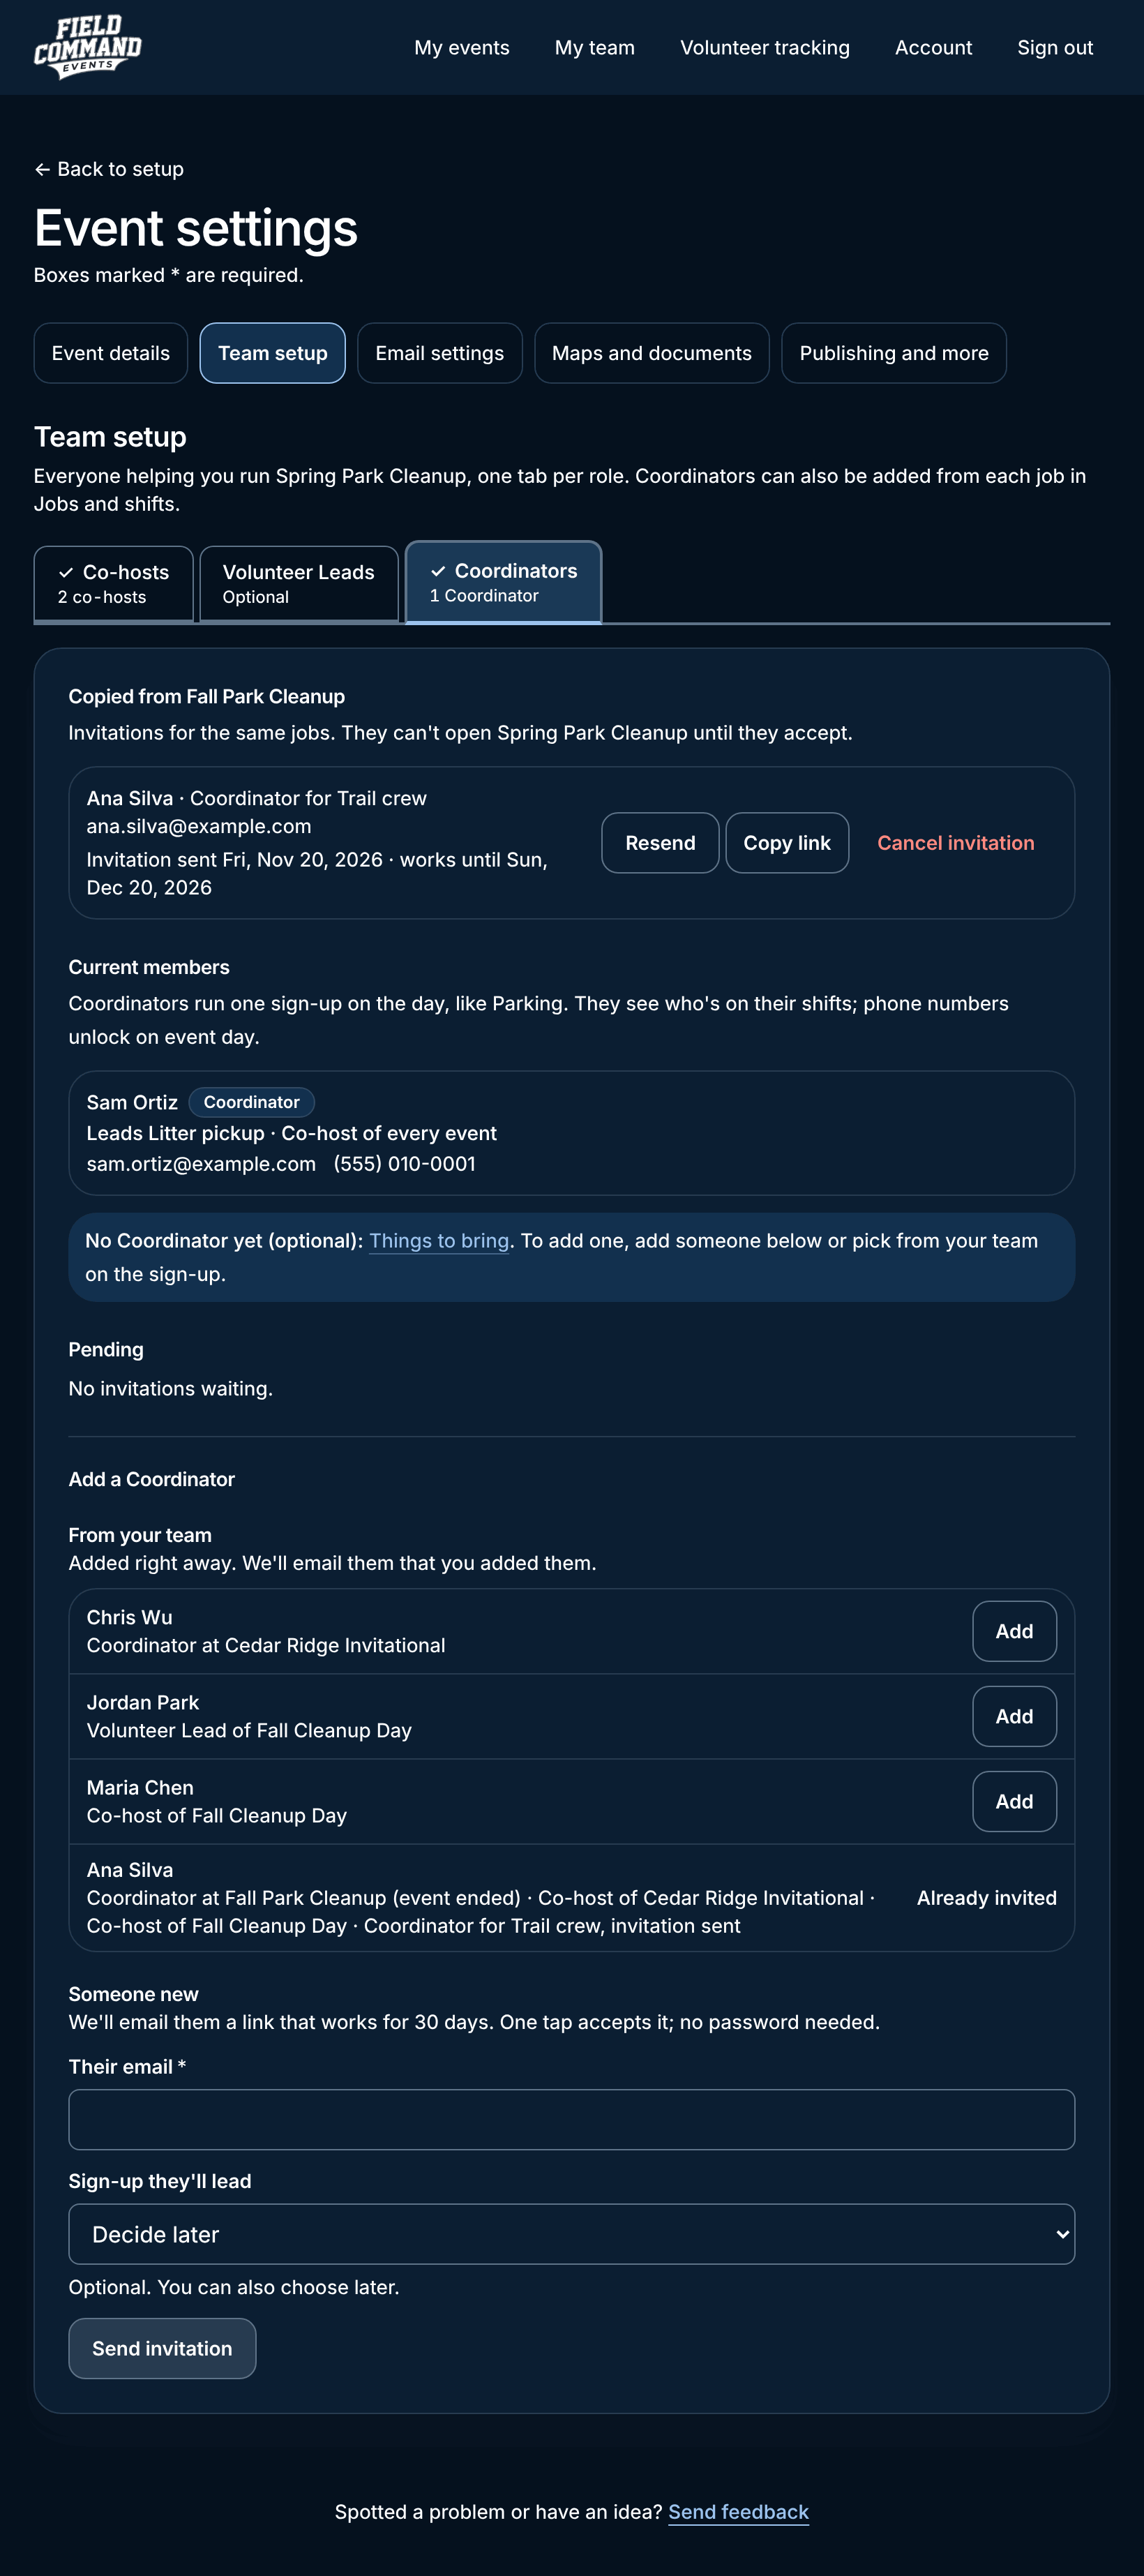 FIELD
COMMAND
EVENTS
My events
My team
Volunteer tracking
Account
Sign out
← Back to setup
Event settings
Boxes marked * are required.
Event details
Team setup
Email settings
Maps and documents
Publishing and more
Team setup
Everyone helping you run Spring Park Cleanup, one tab per role. Coordinators can also be added from each job in
Jobs and shifts.
✓ Co-hosts
2 co-hosts
Volunteer Leads
Optional
✓ Coordinators
1 Coordinator
Copied from Fall Park Cleanup
Invitations for the same jobs. They can't open Spring Park Cleanup until they accept.
Ana Silva · Coordinator for Trail crew
ana.silva@example.com
Invitation sent Fri, Nov 20, 2026 · works until Sun,
Dec 20, 2026
Resend
Copy link
Cancel invitation
Current members
Coordinators run one sign-up on the day, like Parking. They see who's on their shifts; phone numbers
unlock on event day.
Sam Ortiz Coordinator
Leads Litter pickup · Co-host of every event
sam.ortiz@example.com (555) 010-0001
No Coordinator yet (optional): Things to bring. To add one, add someone below or pick from your team
on the sign-up.
Pending
No invitations waiting.
Add a Coordinator
From your team
Added right away. We'll email them that you added them.
Chris Wu
Coordinator at Cedar Ridge Invitational
Add
Jordan Park
Volunteer Lead of Fall Cleanup Day
Add
Maria Chen
Co-host of Fall Cleanup Day
Add
Ana Silva
Coordinator at Fall Park Cleanup (event ended) · Co-host of Cedar Ridge Invitational ·
Co-host of Fall Cleanup Day · Coordinator for Trail crew, invitation sent
Already invited
Someone new
We'll email them a link that works for 30 days. One tap accepts it; no password needed.
Their email *
Sign-up they'll lead
Decide later
Optional. You can also choose later.
Send invitation
Spotted a problem or have an idea? Send feedback